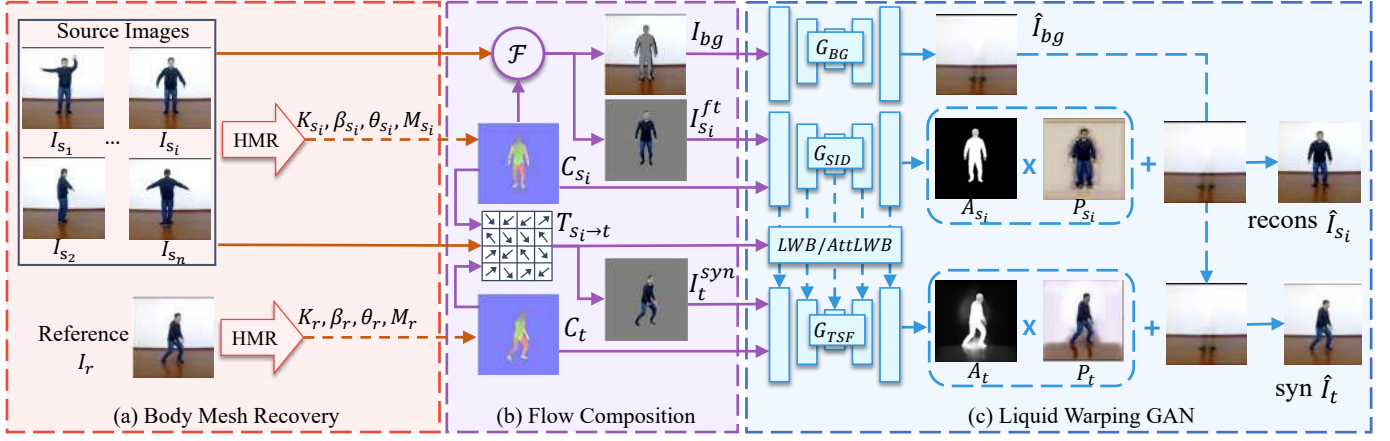 Source Images
I_{s_1}
...
I_{s_i}
I_{s_2}
I_{s_n}
HMR
K_{s_i}, β_{s_i}, θ_{s_i}, M_{s_i}
Reference
I_r
HMR
K_r, β_r, θ_r, M_r
(a) Body Mesh Recovery
ℱ
I_{bg}
I_{s_i}^{ft}
C_{s_i}
T_{s_i→t}
I_t^{syn}
C_t
(b) Flow Composition
G_{BG}
Î_{bg}
G_{SID}
A_{s_i}
x
P_{s_i}
+
recons Î_{s_i}
LWB/AttLWB
G_{TSF}
A_t
x
P_t
+
syn Î_t
(c) Liquid Warping GAN